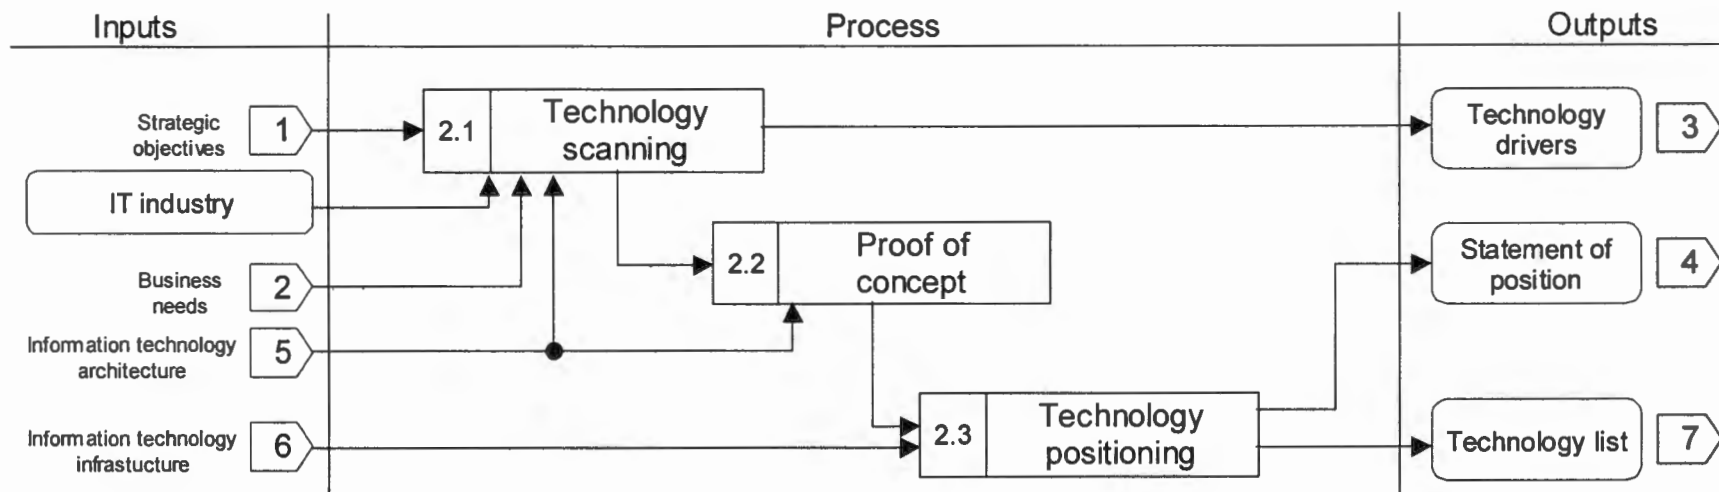 Inputs
Process
Outputs
Strategic
objectives
1
2.1
Technology
scanning
Technology
drivers
3
IT industry
2.2
Proof of
concept
Statement of
position
4
Business
needs
2
Information technology
architecture
5
2.3
Technology
positioning
Technology list
7
Information technology
infrastucture
6